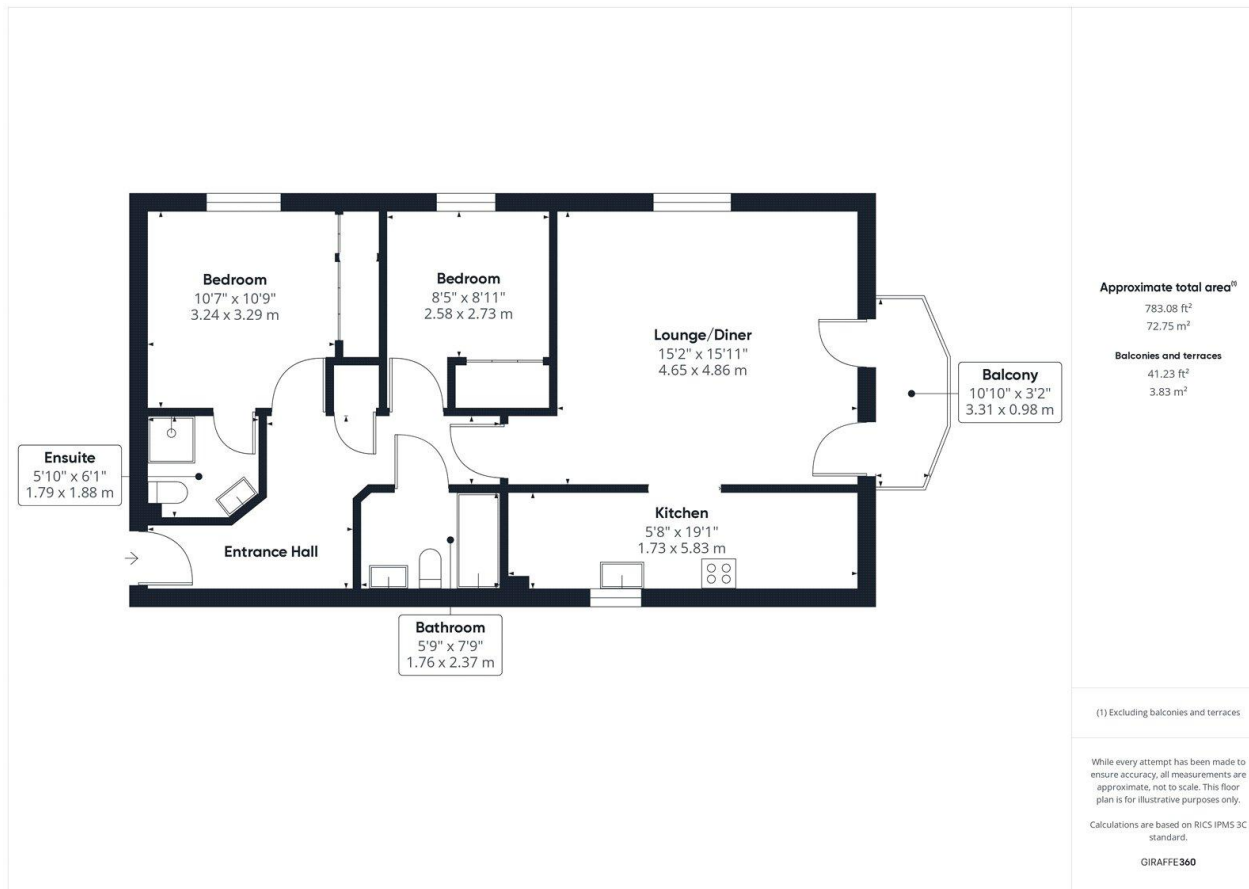 Bedroom
10'7" x 10'9"
3.24 x 3.29 m
Bedroom
8'5" x 8'11"
2.58 x 2.73 m
Lounge/Diner
15'2" x 15'11"
4.65 x 4.86 m
Balcony
10'10" x 3'2"
3.31 x 0.98 m
Ensuite
5'10" x 6'1"
1.79 x 1.88 m
Entrance Hall
Kitchen
5'8" x 19'1"
1.73 x 5.83 m
Bathroom
5'9" x 7'9"
1.76 x 2.37 m
Approximate total area(1)
783.08 ft²
72.75 m²
Balconies and terraces
41.23 ft²
3.83 m²
(1) Excluding balconies and terraces
While every attempt has been made to
ensure accuracy, all measurements are
approximate, not to scale. This floor
plan is for illustrative purposes only.
Calculations are based on RICS IPMS 3C
standard.
GIRAFFE360